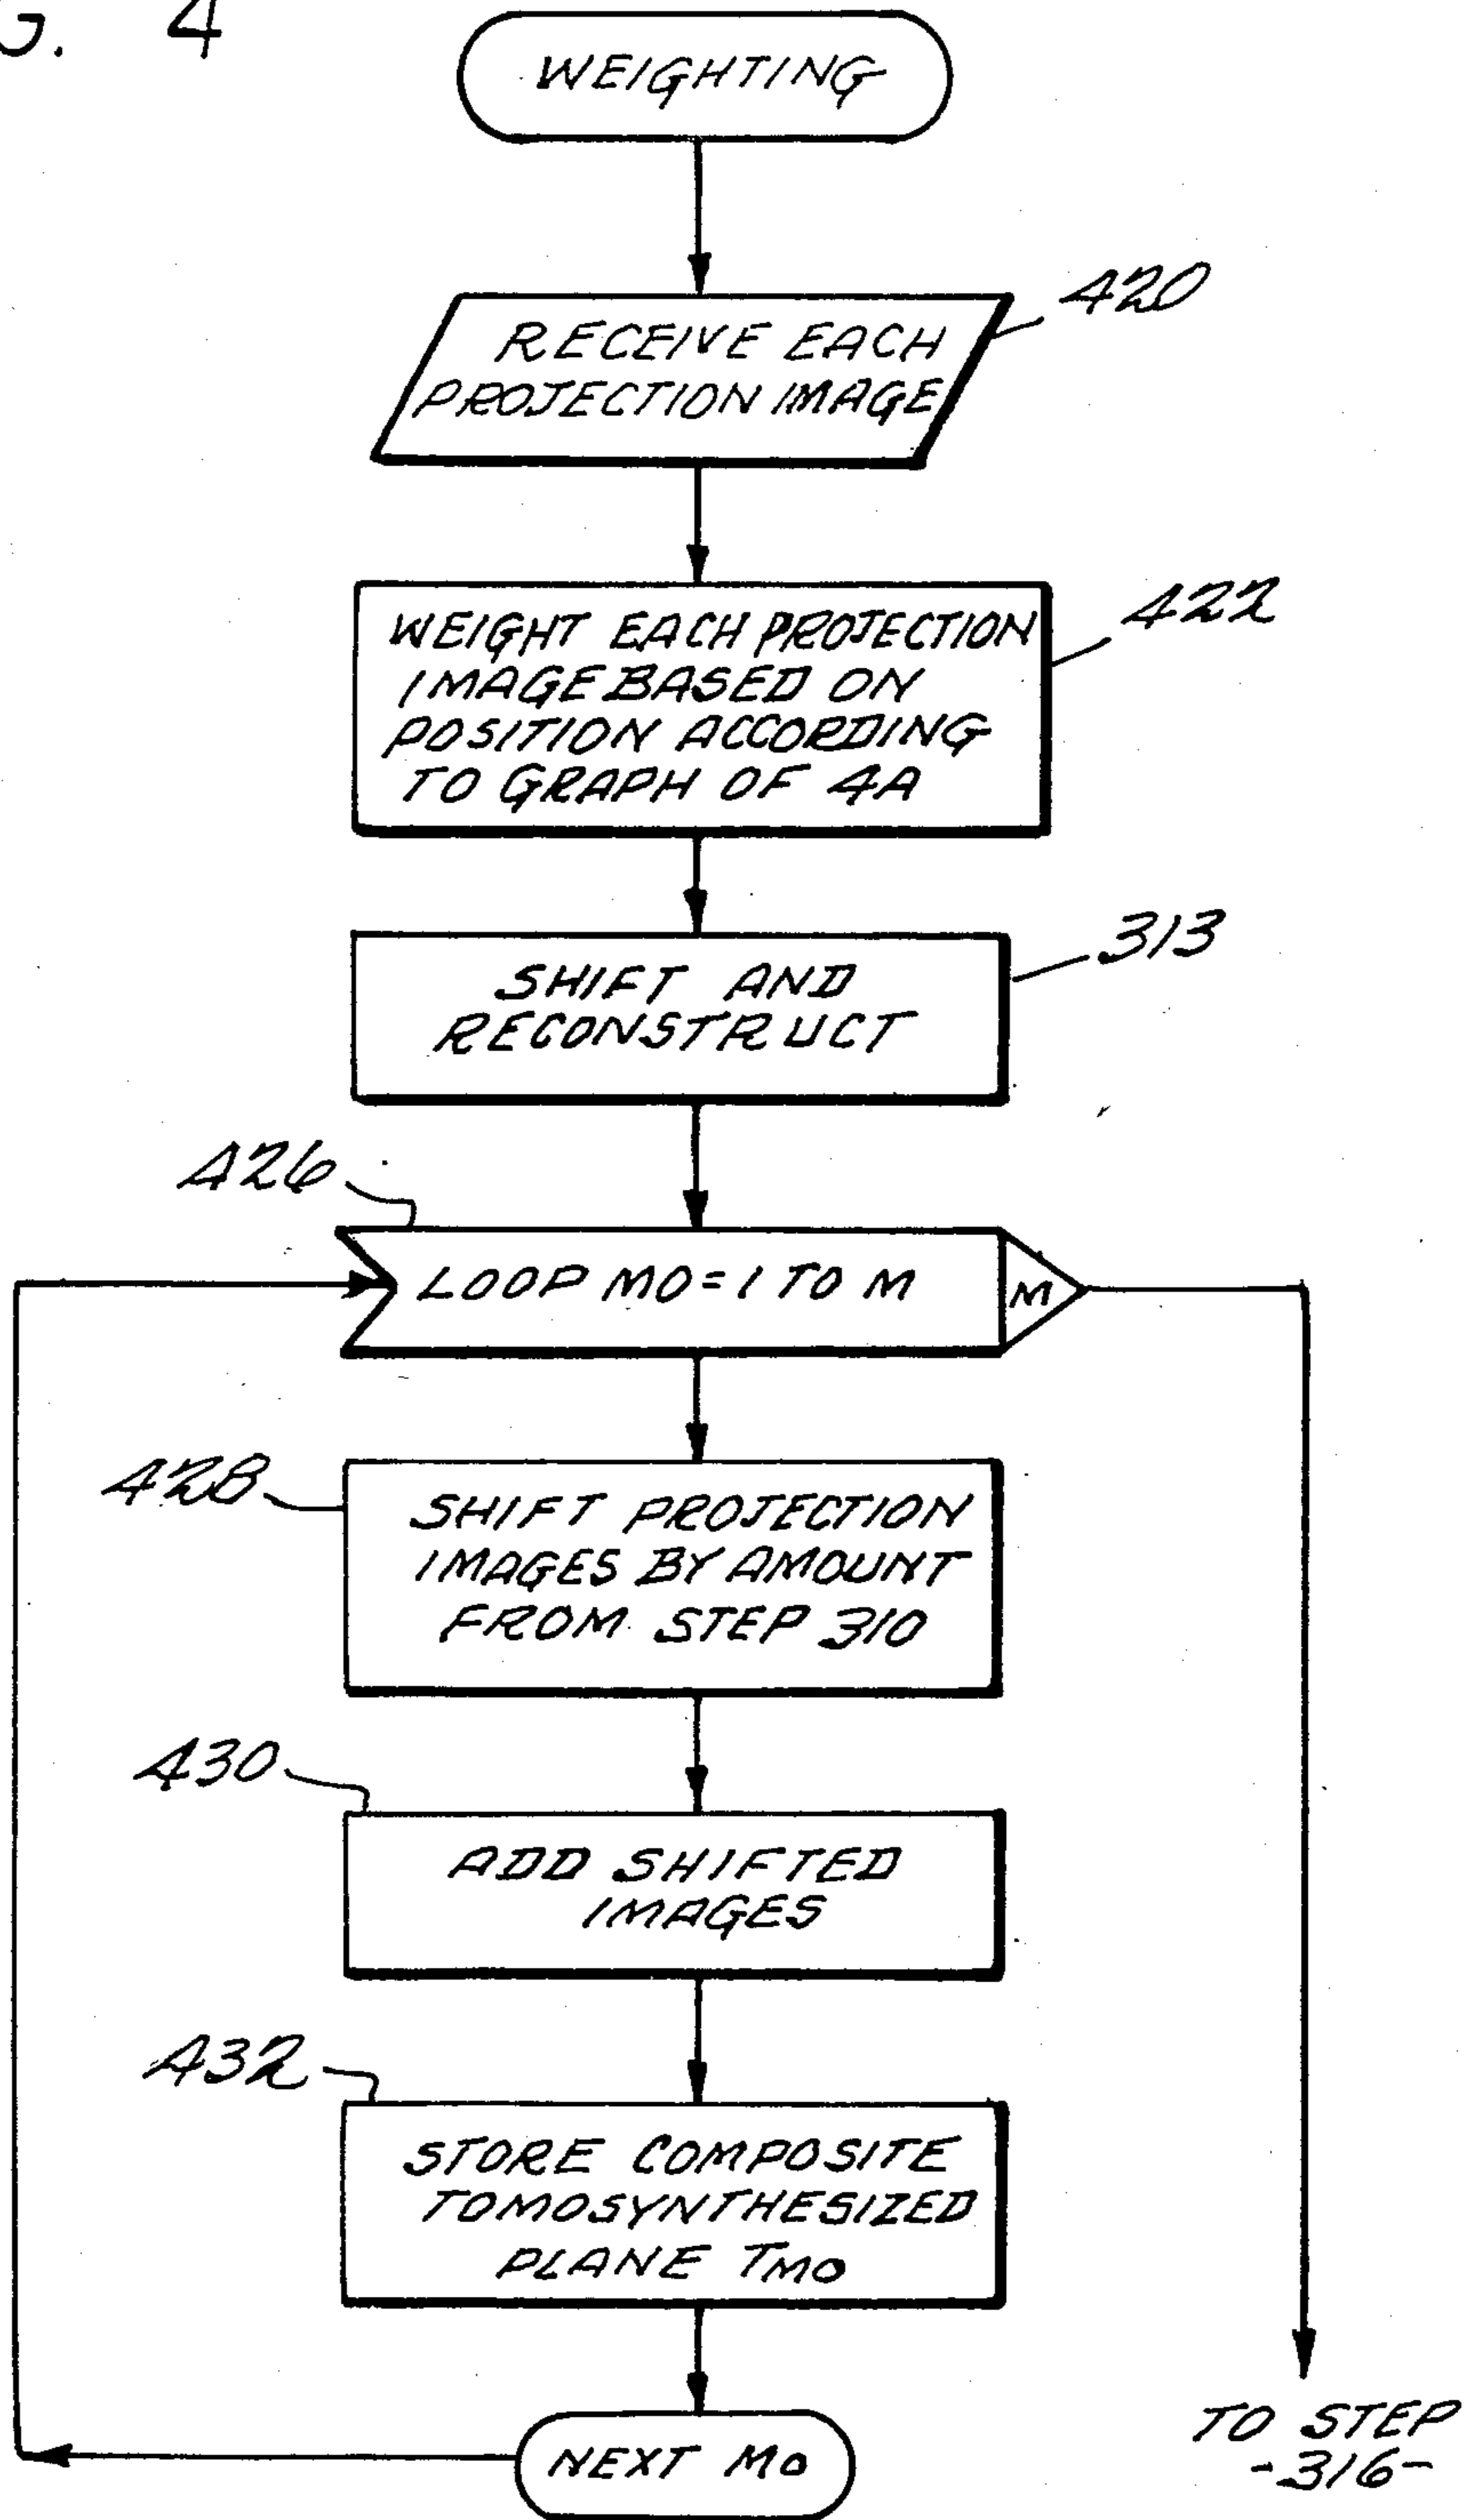 G. 4
WEIGHTING
420
RECEIVE EACH
PROJECTION IMAGE
422
WEIGHT EACH PROJECTION
IMAGE BASED ON
POSITION ACCORDING
TO GRAPH OF 4A
313
SHIFT AND
RECONSTRUCT
426
LOOP MO=1 TO M
M
428
SHIFT PROJECTION
IMAGES BY AMOUNT
FROM STEP 310
430
ADD SHIFTED
IMAGES
432
STORE COMPOSITE
TOMOSYNTHESIZED
PLANE TMO
NEXT MO
TO STEP
-316-